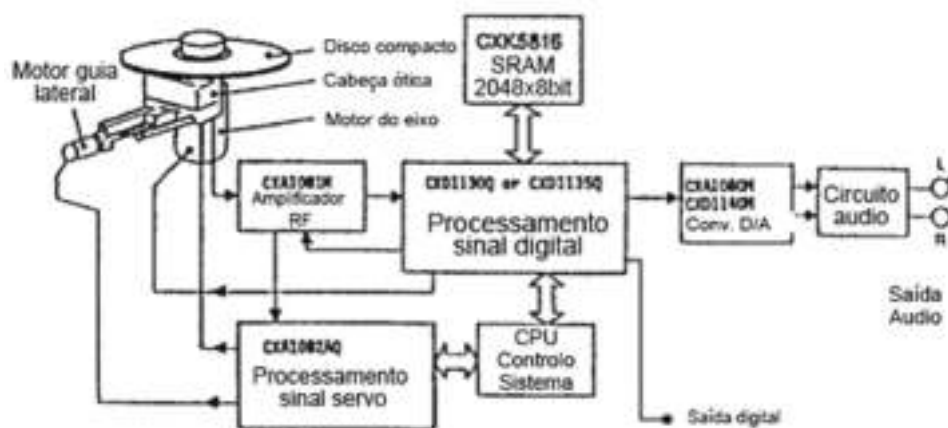 Disco compacto
Motor guia
lateral
Cabeça ótica
Motor do eixo
CXK5816
SRAM
2048x8bit
CXA1081M
Amplificador
RF
CXD1130Q or CXD1135Q
Processamento
sinal digital
CXD1140M
Conv. D/A
Circuito
audio
L
R
Saída
Audio
CXA1082AQ
Processamento
sinal servo
CPU
Controlo
Sistema
Saída digital